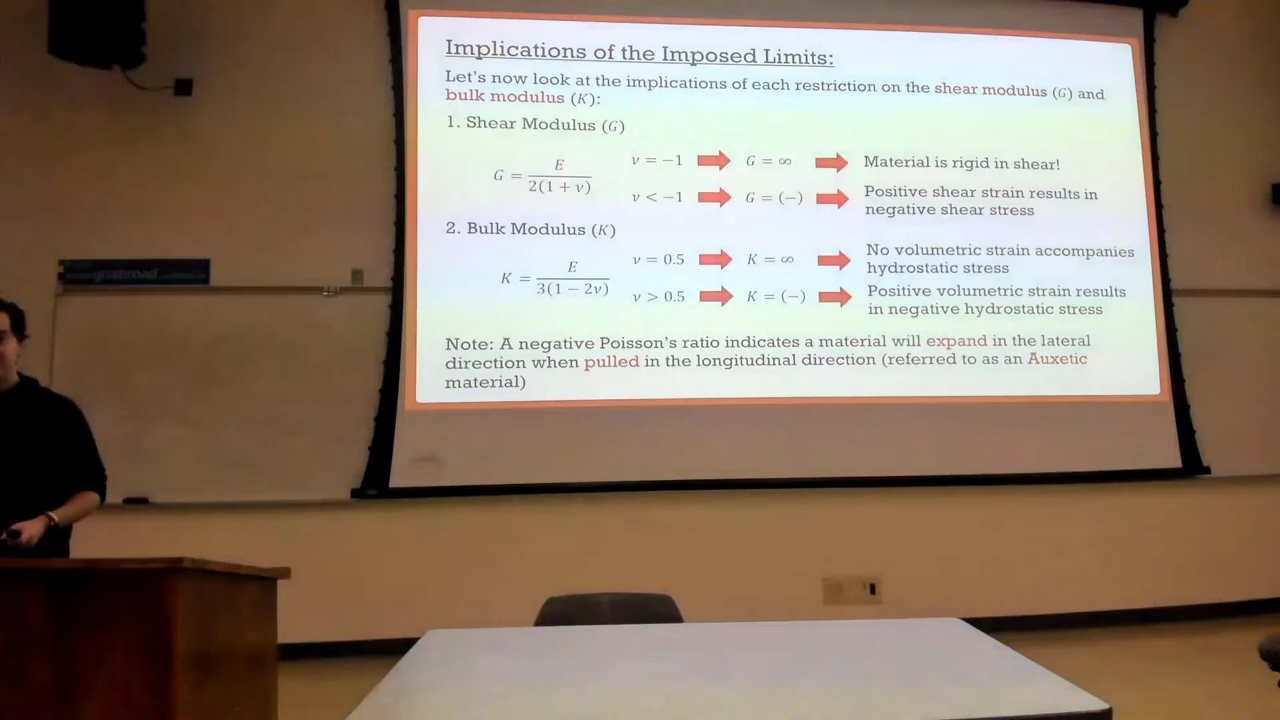 Implications of the Imposed Limits:
Let's now look at the implications of each restriction on the shear modulus (G) and
bulk modulus (K):
1. Shear Modulus (G)
G = E / 2(1 + ν)
ν = −1 G = ∞ Material is rigid in shear!
ν < −1 G = (−) Positive shear strain results in
negative shear stress
2. Bulk Modulus (K)
K = E / 3(1 − 2ν)
ν = 0.5 K = ∞ No volumetric strain accompanies
hydrostatic stress
ν > 0.5 K = (−) Positive volumetric strain results
in negative hydrostatic stress
Note: A negative Poisson's ratio indicates a material will expand in the lateral
direction when pulled in the longitudinal direction (referred to as an Auxetic
material)